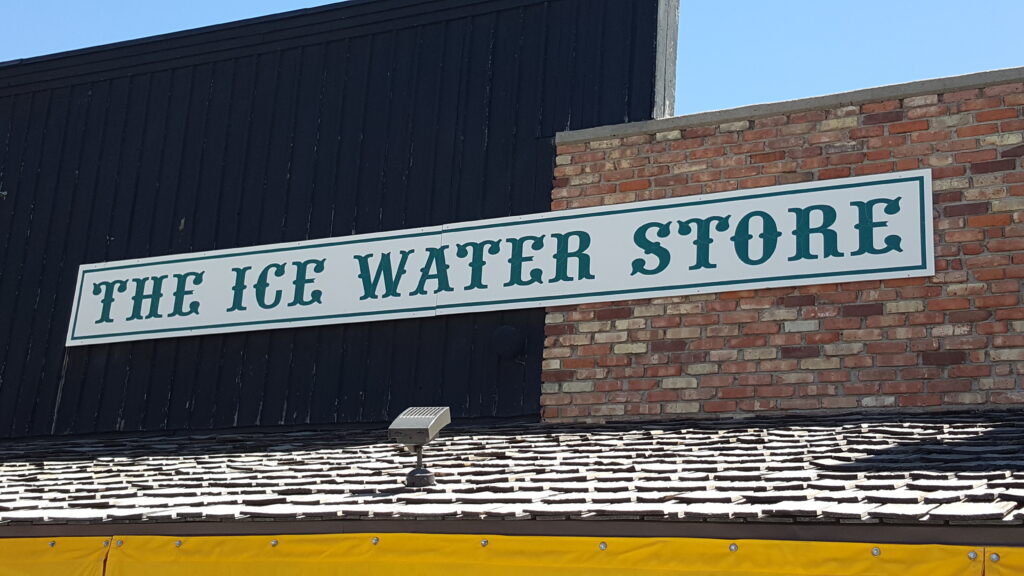 THE ICE WATER STORE